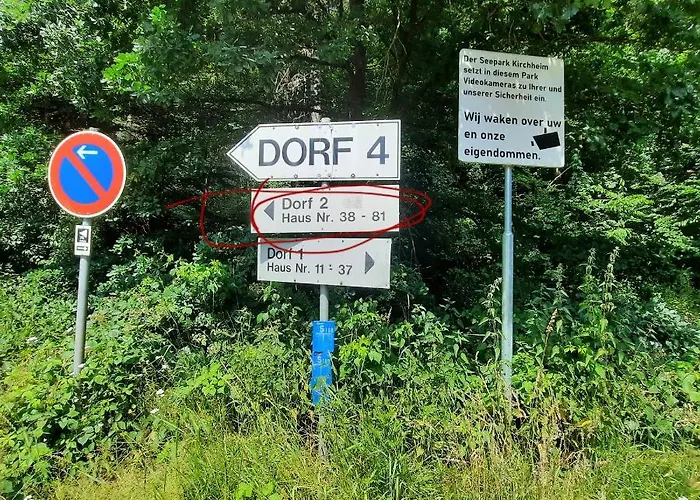 DORF 4
Dorf 2
Haus Nr. 38 - 81
Dorf 1
Haus Nr. 11 - 37
Der Seepark Kirchheim
setzt in diesem Park
Videokameras zu Ihrer und
unserer Sicherheit ein.
Wij waken over uw
en onze
eigendommen.